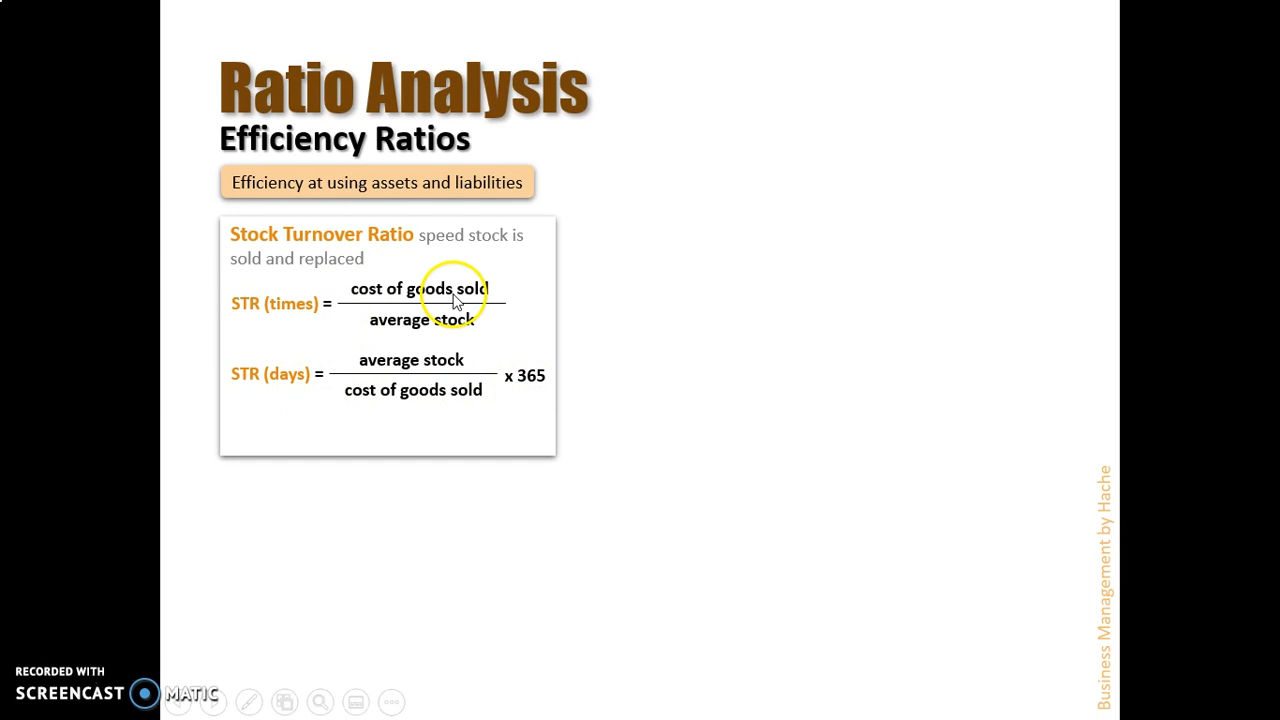 Ratio Analysis
Efficiency Ratios
Efficiency at using assets and liabilities
Stock Turnover Ratio speed stock is
sold and replaced
STR (times) =
cost of goods sold
average stock
STR (days) =
average stock
cost of goods sold
x 365
Business Management by Hache
RECORDED WITH
SCREENCAST MATIC